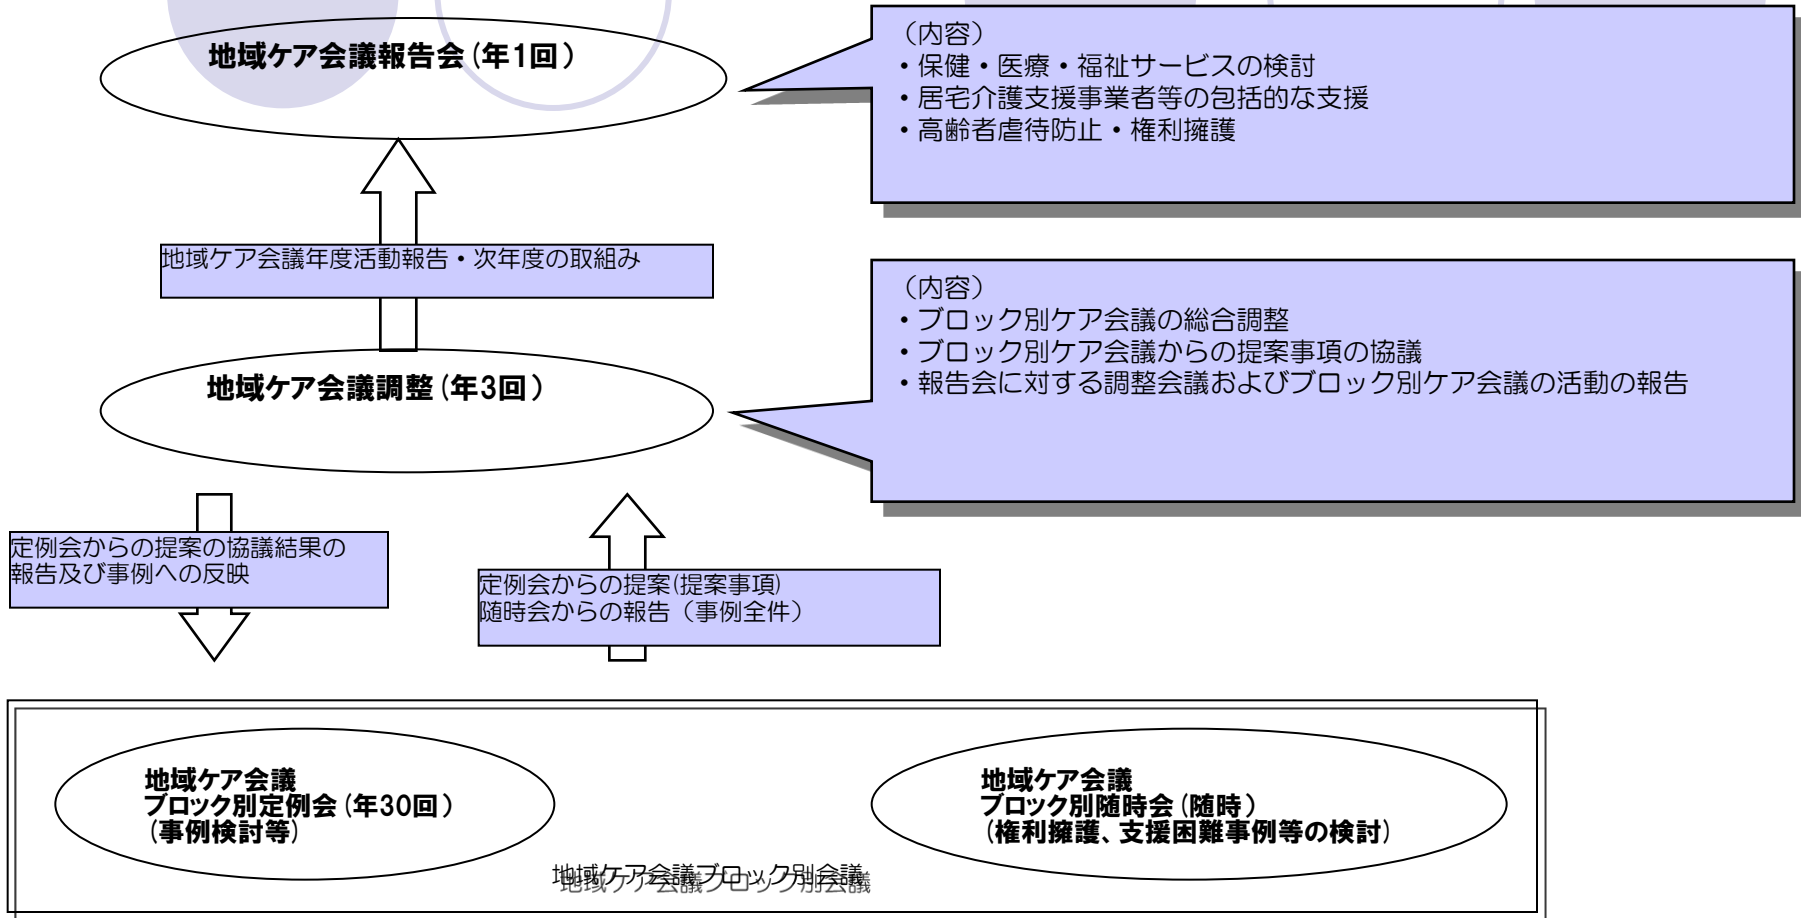 地域ケア会議報告会（年1回）
（内容）
・保健・医療・福祉サービスの検討
・居宅介護支援事業者等の包括的な支援
・高齢者虐待防止・権利擁護
地域ケア会議年度活動報告・次年度の取組み
（内容）
・ブロック別ケア会議の総合調整
・ブロック別ケア会議からの提案事項の協議
・報告会に対する調整会議およびブロック別ケア会議の活動の報告
地域ケア会議調整（年3回）
定例会からの提案の協議結果の
報告及び事例への反映
定例会からの提案(提案事項)
随時会からの報告（事例全件）
地域ケア会議
ブロック別定例会（年30回）
（事例検討等）
地域ケア会議
ブロック別随時会（随時）
（権利擁護、支援困難事例等の検討）
地域ケア会議ブロック別会議